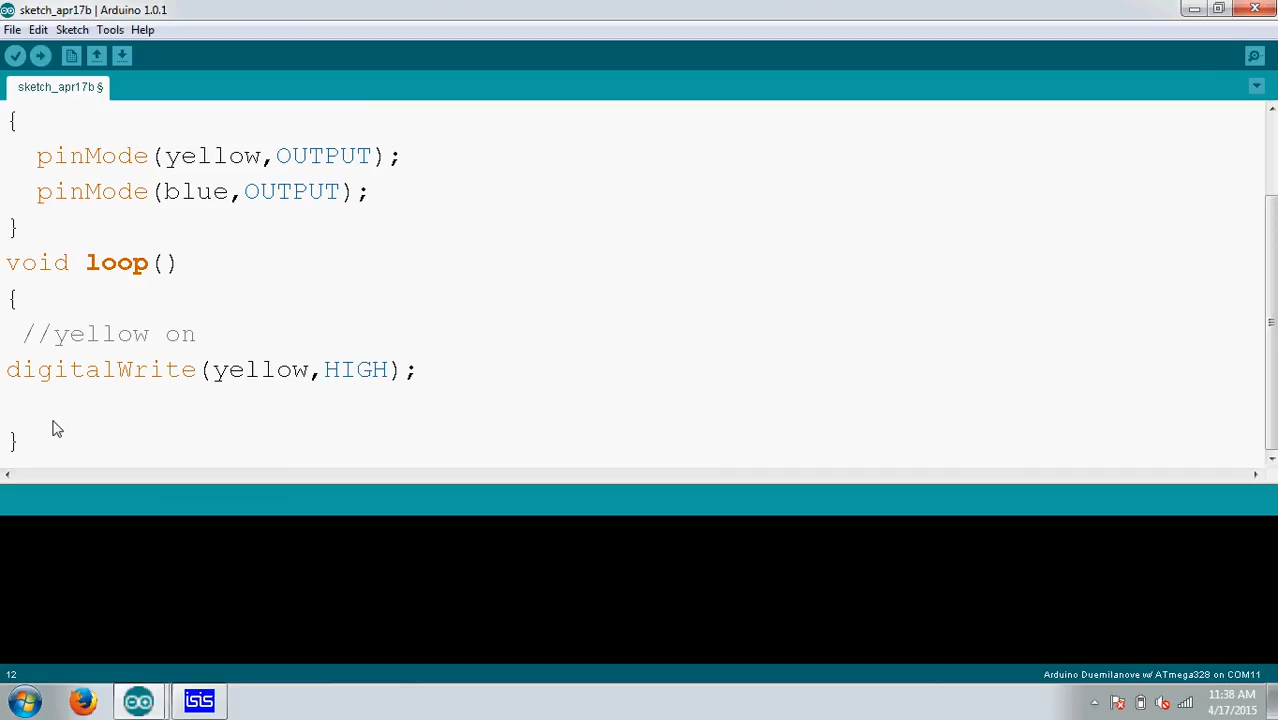 sketch_apr17b | Arduino 1.0.1
File Edit Sketch Tools Help
sketch_apr17b §
{
pinMode(yellow,OUTPUT);
pinMode(blue,OUTPUT);
}
void loop()
{
//yellow on
digitalWrite(yellow,HIGH);
}
12
Arduino Duemilanove w/ ATmega328 on COM11
isis
11:38 AM
4/17/2015